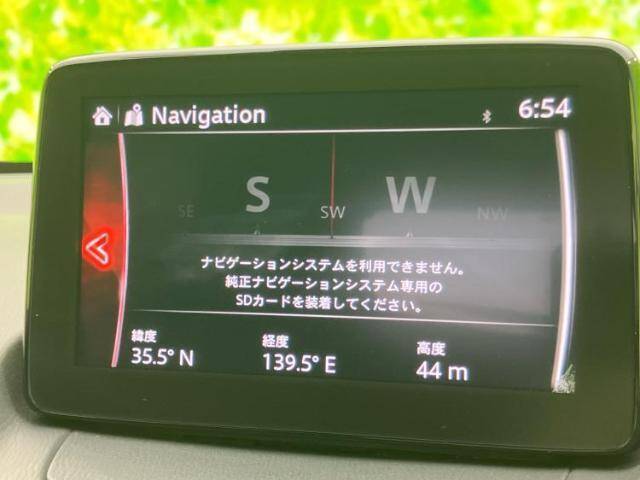 Navigation 6:54
S W
SE SW NW
ナビゲーションシステムを利用できません。
純正ナビゲーションシステム専用の
SDカードを装着してください。
緯度 経度 高度
35.5° N 139.5° E 44 m